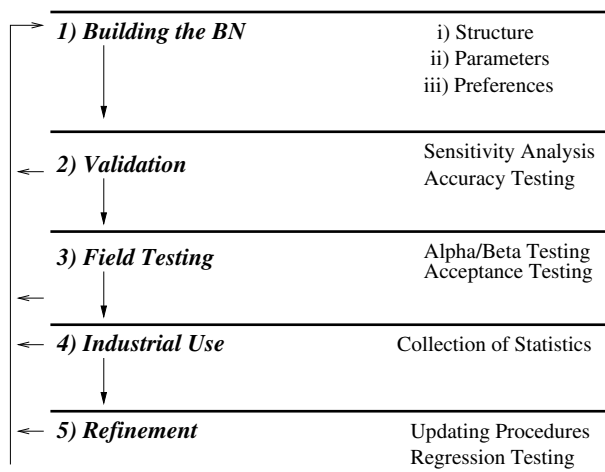 1) Building the BN
i) Structure
ii) Parameters
iii) Preferences
2) Validation
Sensitivity Analysis
Accuracy Testing
3) Field Testing
Alpha/Beta Testing
Acceptance Testing
4) Industrial Use
Collection of Statistics
5) Refinement
Updating Procedures
Regression Testing